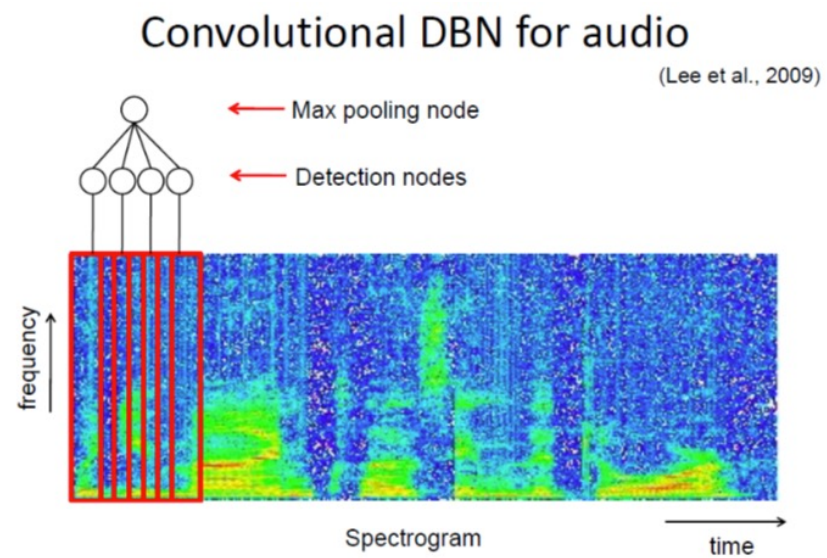 Convolutional DBN for audio
(Lee et al., 2009)
Max pooling node
Detection nodes
frequency
Spectrogram
time